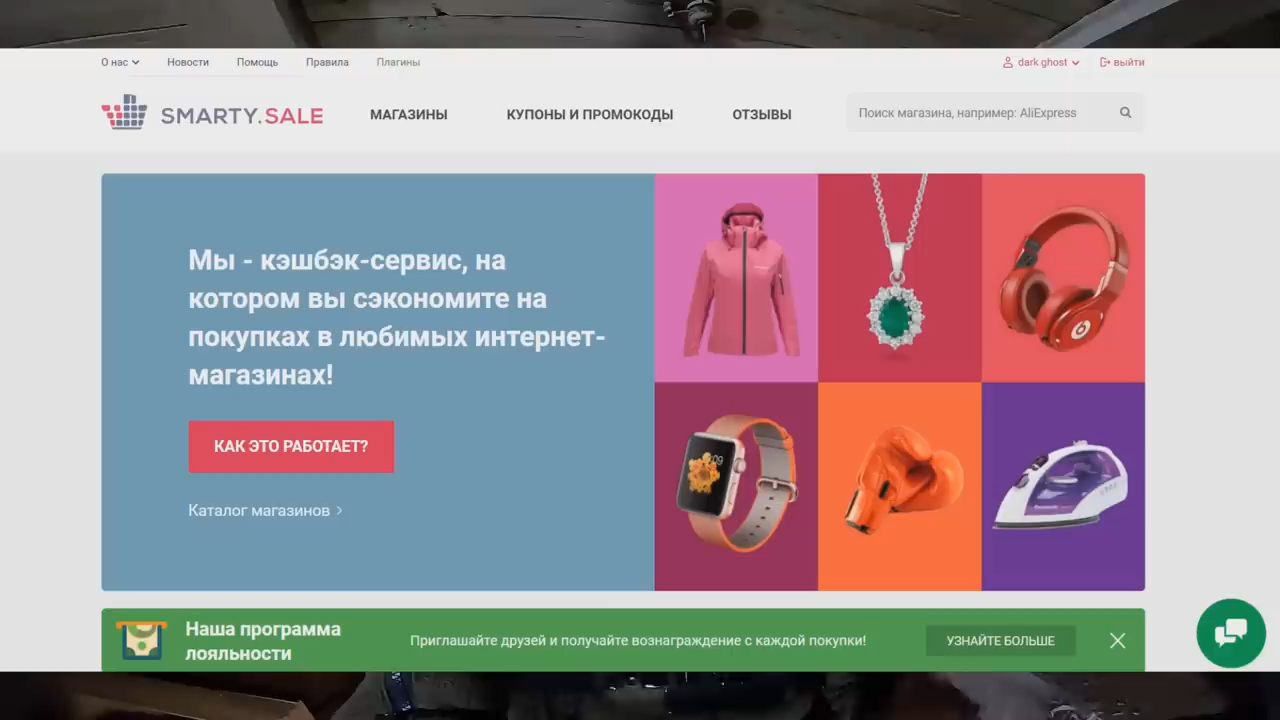 О нас
Новости
Помощь
Правила
Плагины
dark ghost
выйти
SMARTY.SALE
МАГАЗИНЫ
КУПОНЫ И ПРОМОКОДЫ
ОТЗЫВЫ
Поиск магазина, например: AliExpress
Мы - кэшбэк-сервис, на
котором вы сэкономите на
покупках в любимых интернет-
магазинах!
КАК ЭТО РАБОТАЕТ?
Каталог магазинов
Наша программа
лояльности
Приглашайте друзей и получайте вознаграждение с каждой покупки!
УЗНАЙТЕ БОЛЬШЕ